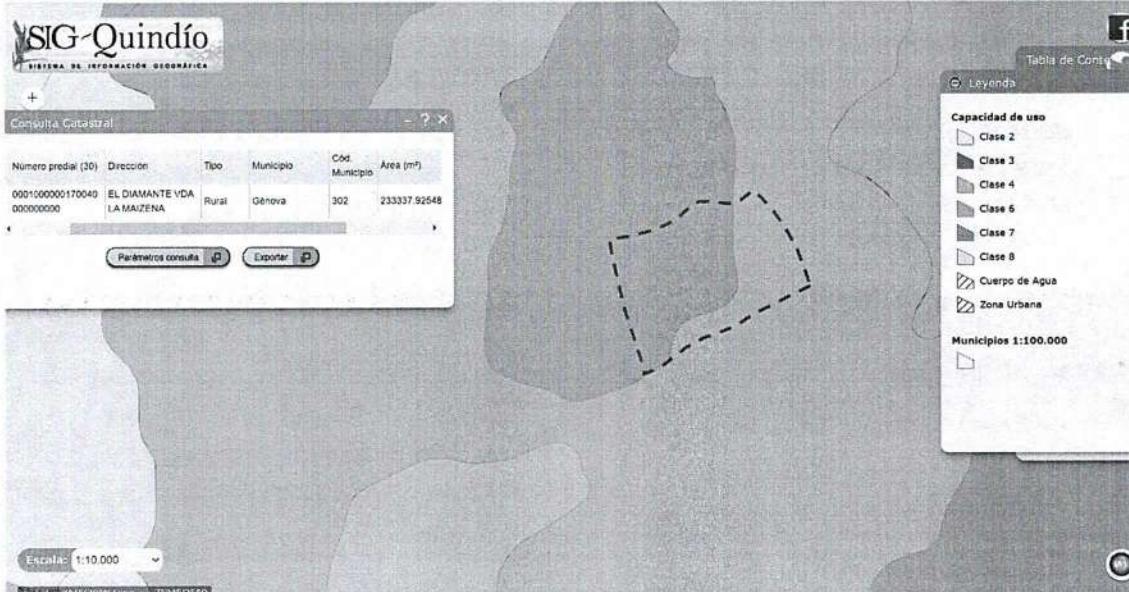 SIG-Quindío
SISTEMA DE INFORMACIÓN GEOGRÁFICA
+
Consulta Catastral – ? ×
Número predial (30) Dirección Tipo Municipio Cód. Municipio Área (m²)
0001000000170040000000000 EL DIAMANTE VDA LA MAIZENA Rural Génova 302 233337.92548
Parámetros consulta Exportar
f
Tabla de Conte
Leyenda
Capacidad de uso
Clase 2
Clase 3
Clase 4
Clase 6
Clase 7
Clase 8
Cuerpo de Agua
Zona Urbana
Municipios 1:100.000
Escala: 1:10.000